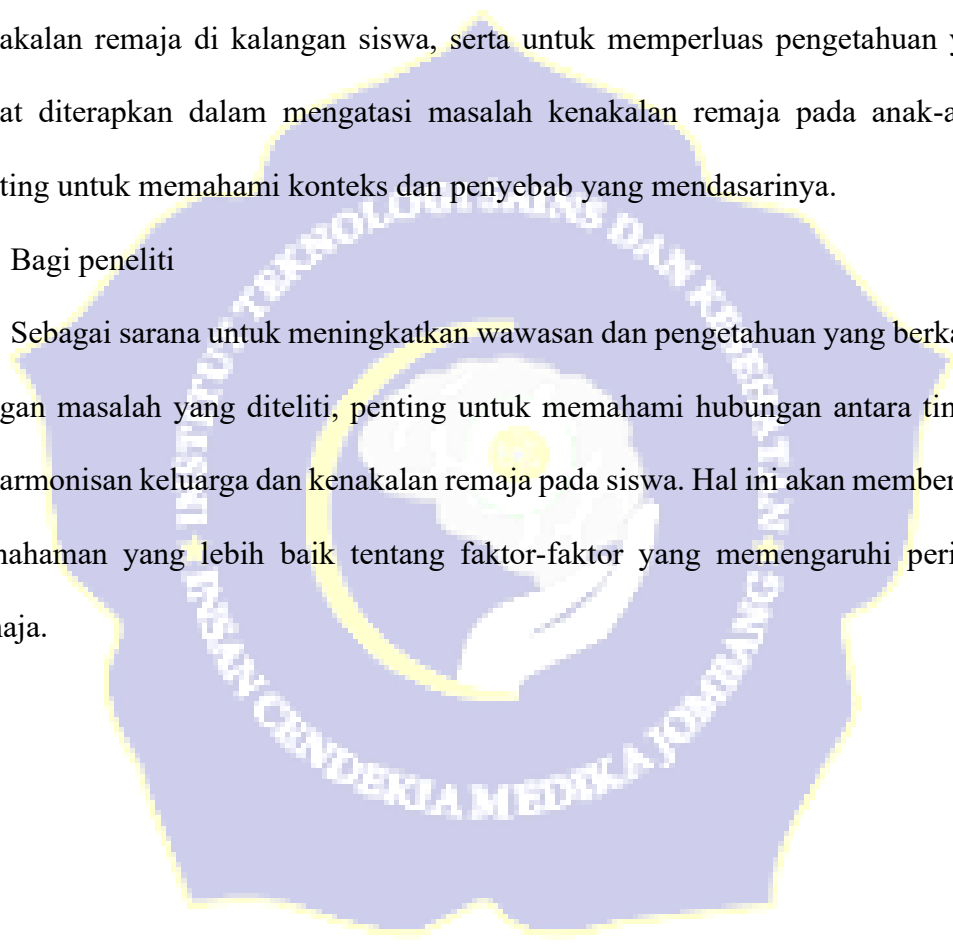 akalan remaja di kalangan siswa, serta untuk memperluas pengetahuan y
at diterapkan dalam mengatasi masalah kenakalan remaja pada anak-a
ting untuk memahami konteks dan penyebab yang mendasarinya.
Bagi peneliti
Sebagai sarana untuk meningkatkan wawasan dan pengetahuan yang berka
gan masalah yang diteliti, penting untuk memahami hubungan antara tin
armonisan keluarga dan kenakalan remaja pada siswa. Hal ini akan member
nahaman yang lebih baik tentang faktor-faktor yang memengaruhi peri
naja.
INSTITUT TEKNOLOGI SAINS DAN KESEHATAN
INSAN CENDEKIA MEDIKA JOMBANG